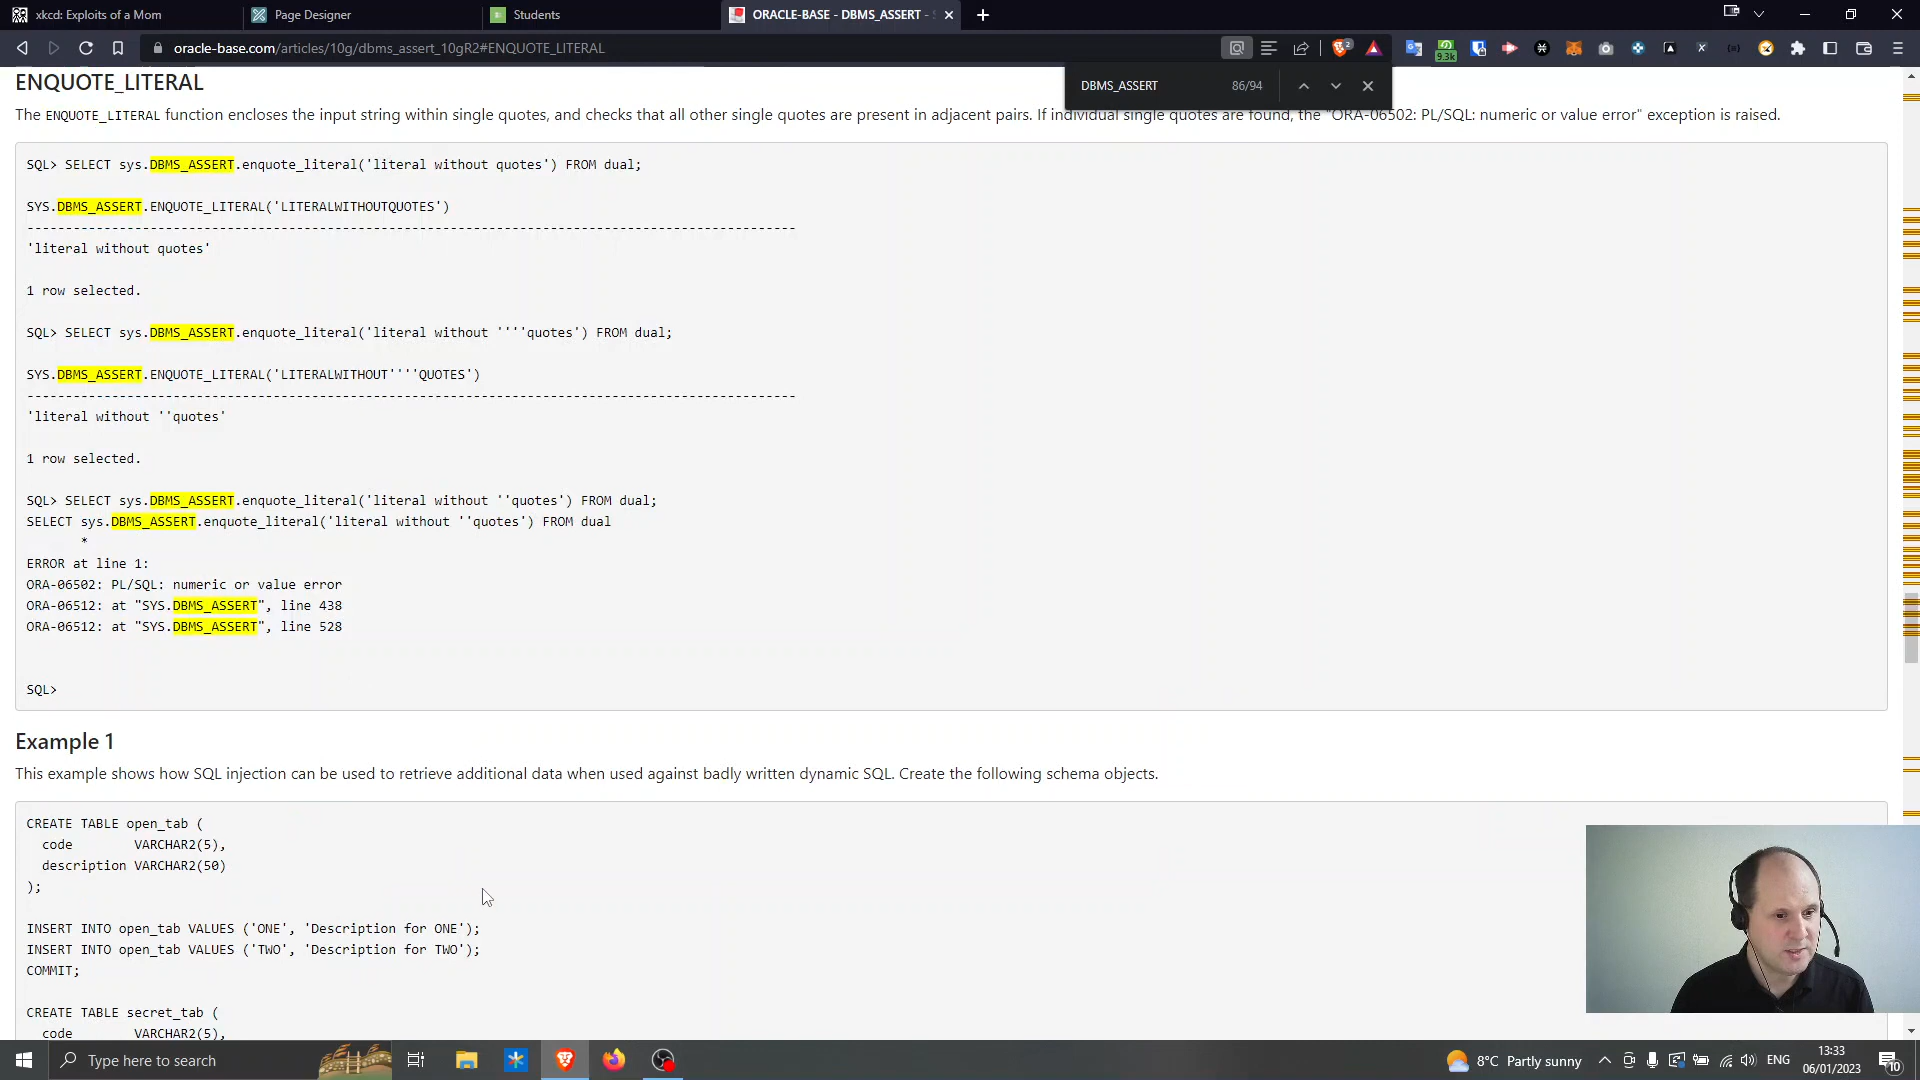 xkcd: Exploits of a Mom
Page Designer
Students
ORACLE-BASE - DBMS_ASSERT -
oracle-base.com/articles/10g/dbms_assert_10gR2#ENQUOTE_LITERAL
2
9.3k
DBMS_ASSERT 86/94
ENQUOTE_LITERAL
The ENQUOTE_LITERAL function encloses the input string within single quotes, and checks that all other single quotes are present in adjacent pairs. If individual single quotes are found, the "ORA-06502: PL/SQL: numeric or value error" exception is raised.
SQL> SELECT sys.DBMS_ASSERT.enquote_literal('literal without quotes') FROM dual;
SYS.DBMS_ASSERT.ENQUOTE_LITERAL('LITERALWITHOUTQUOTES')
----------------------------------------------------------------------------------------------------
'literal without quotes'
1 row selected.
SQL> SELECT sys.DBMS_ASSERT.enquote_literal('literal without ''''quotes') FROM dual;
SYS.DBMS_ASSERT.ENQUOTE_LITERAL('LITERALWITHOUT''''QUOTES')
----------------------------------------------------------------------------------------------------
'literal without ''quotes'
1 row selected.
SQL> SELECT sys.DBMS_ASSERT.enquote_literal('literal without ''quotes') FROM dual;
SELECT sys.DBMS_ASSERT.enquote_literal('literal without ''quotes') FROM dual
*
ERROR at line 1:
ORA-06502: PL/SQL: numeric or value error
ORA-06512: at "SYS.DBMS_ASSERT", line 438
ORA-06512: at "SYS.DBMS_ASSERT", line 528
SQL>
Example 1
This example shows how SQL injection can be used to retrieve additional data when used against badly written dynamic SQL. Create the following schema objects.
CREATE TABLE open_tab (
code VARCHAR2(5),
description VARCHAR2(50)
);
INSERT INTO open_tab VALUES ('ONE', 'Description for ONE');
INSERT INTO open_tab VALUES ('TWO', 'Description for TWO');
COMMIT;
CREATE TABLE secret_tab (
code VARCHAR2(5),
Type here to search
8°C Partly sunny
ENG
13:33
06/01/2023
10